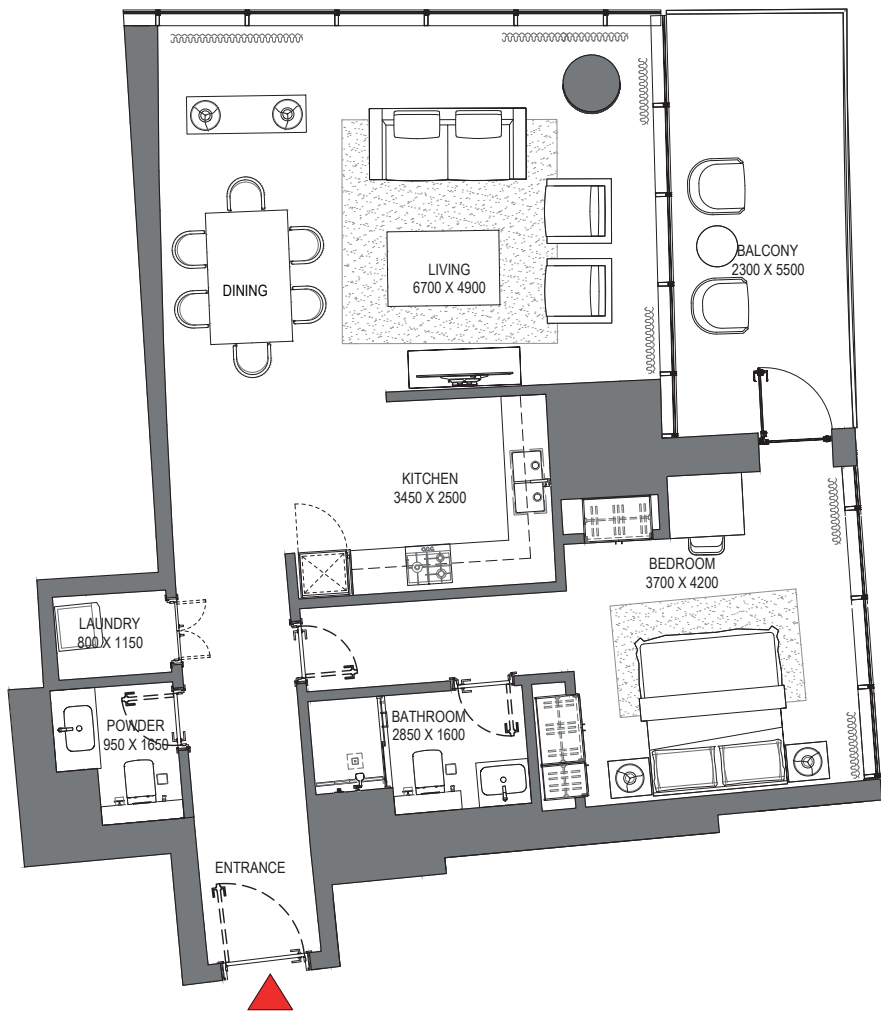 BALCONY
2300 X 5500
LIVING
6700 X 4900
DINING
KITCHEN
3450 X 2500
BEDROOM
3700 X 4200
LAUNDRY
800 X 1150
POWDER
950 X 1650
BATHROOM
2850 X 1600
ENTRANCE